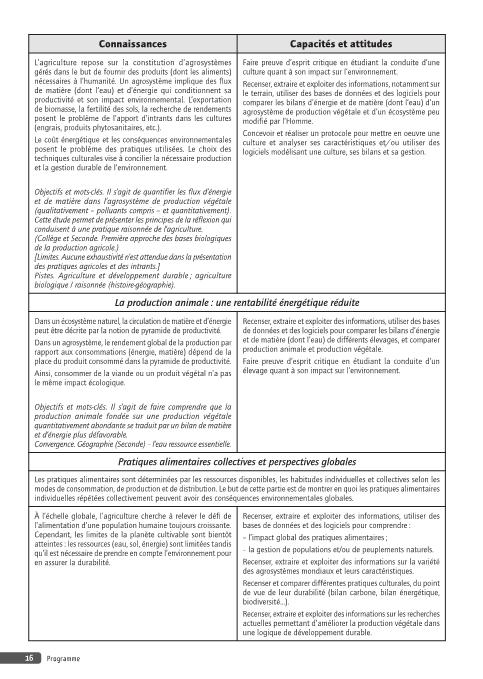 Connaissances
Capacités et attitudes
L'agriculture repose sur la constitution d'agrosystèmes
gérés dans le but de fournir des produits (dont les aliments)
nécessaires à l'humanité. Un agrosystème implique des flux
de matière (dont l'eau) et d'énergie qui conditionnent sa
productivité et son impact environnemental. L'exportation
de biomasse, la fertilité des sols, la recherche de rendements
posent le problème de l'apport d'intrants dans les cultures
(engrais, produits phytosanitaires, etc.).
Le coût énergétique et les conséquences environnementales
posent le problème des pratiques utilisées. Le choix des
techniques culturales vise à concilier la nécessaire production
et la gestion durable de l'environnement.
Objectifs et mots-clés. Il s'agit de quantifier les flux d'énergie
et de matière dans l'agrosystème de production végétale
(qualitativement – polluants compris – et quantitativement).
Cette étude permet de présenter les principes de la réflexion qui
conduisent à une pratique raisonnée de l'agriculture.
(Collège et Seconde. Première approche des bases biologiques
de la production agricole.)
[Limites. Aucune exhaustivité n'est attendue dans la présentation
des pratiques agricoles et des intrants.]
Pistes. Agriculture et développement durable ; agriculture
biologique / raisonnée (histoire-géographie).
Faire preuve d'esprit critique en étudiant la conduite d'une
culture quant à son impact sur l'environnement.
Recenser, extraire et exploiter des informations, notamment sur
le terrain, utiliser des bases de données et des logiciels pour
comparer les bilans d'énergie et de matière (dont l'eau) d'un
agrosystème de production végétale et d'un écosystème peu
modifié par l'Homme.
Concevoir et réaliser un protocole pour mettre en oeuvre une
culture et analyser ses caractéristiques et/ou utiliser des
logiciels modélisant une culture, ses bilans et sa gestion.
La production animale : une rentabilité énergétique réduite
Dans un écosystème naturel, la circulation de matière et d'énergie
peut être décrite par la notion de pyramide de productivité.
Dans un agrosystème, le rendement global de la production par
rapport aux consommations (énergie, matière) dépend de la
place du produit consommé dans la pyramide de productivité.
Ainsi, consommer de la viande ou un produit végétal n'a pas
le même impact écologique.
Objectifs et mots-clés. Il s'agit de faire comprendre que la
production animale fondée sur une production végétale
quantitativement abondante se traduit par un bilan de matière
et d'énergie plus défavorable.
Convergence. Géographie (Seconde) – l'eau ressource essentielle.
Recenser, extraire et exploiter des informations, utiliser des bases
de données et des logiciels pour comparer les bilans d'énergie
et de matière (dont l'eau) de différents élevages, et comparer
production animale et production végétale.
Faire preuve d'esprit critique en étudiant la conduite d'un
élevage quant à son impact sur l'environnement.
Pratiques alimentaires collectives et perspectives globales
Les pratiques alimentaires sont déterminées par les ressources disponibles, les habitudes individuelles et collectives selon les
modes de consommation, de production et de distribution. Le but de cette partie est de montrer en quoi les pratiques alimentaires
individuelles répétées collectivement peuvent avoir des conséquences environnementales globales.
À l'échelle globale, l'agriculture cherche à relever le défi de
l'alimentation d'une population humaine toujours croissante.
Cependant, les limites de la planète cultivable sont bientôt
atteintes : les ressources (eau, sol, énergie) sont limitées tandis
qu'il est nécessaire de prendre en compte l'environnement pour
en assurer la durabilité.
Recenser, extraire et exploiter des informations, utiliser des
bases de données et des logiciels pour comprendre :
– l'impact global des pratiques alimentaires ;
– la gestion de populations et/ou de peuplements naturels.
Recenser, extraire et exploiter des informations sur la variété
des agrosystèmes mondiaux et leurs caractéristiques.
Recenser et comparer différentes pratiques culturales, du point
de vue de leur durabilité (bilan carbone, bilan énergétique,
biodiversité...).
Recenser, extraire et exploiter des informations sur les recherches
actuelles permettant d'améliorer la production végétale dans
une logique de développement durable.
16 Programme